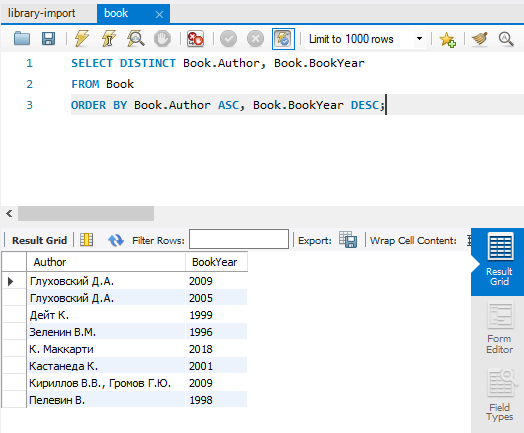 library-import book
Limit to 1000 rows
1 SELECT DISTINCT Book.Author, Book.BookYear
2 FROM Book
3 ORDER BY Book.Author ASC, Book.BookYear DESC;
Result Grid Filter Rows: Export: Wrap Cell Content:
Author BookYear
Глуховский Д.А. 2009
Глуховский Д.А. 2005
Дейт К. 1999
Зеленин В.М. 1996
К. Маккарти 2018
Кастанеда К. 2001
Кириллов В.В., Громов Г.Ю. 2009
Пелевин В. 1998
Result
Grid
Form
Editor
Field
Types